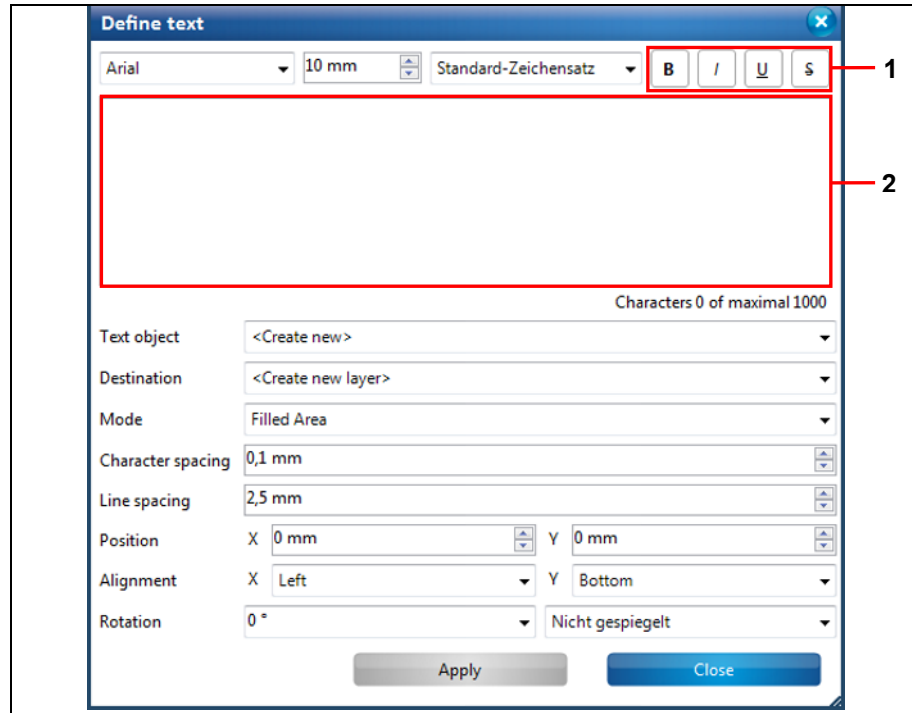 Define text
Arial 10 mm Standard-Zeichensatz B I U S 1
2
Characters 0 of maximal 1000
Text object <Create new>
Destination <Create new layer>
Mode Filled Area
Character spacing 0,1 mm
Line spacing 2,5 mm
Position X 0 mm Y 0 mm
Alignment X Left Y Bottom
Rotation 0 ° Nicht gespiegelt
Apply Close